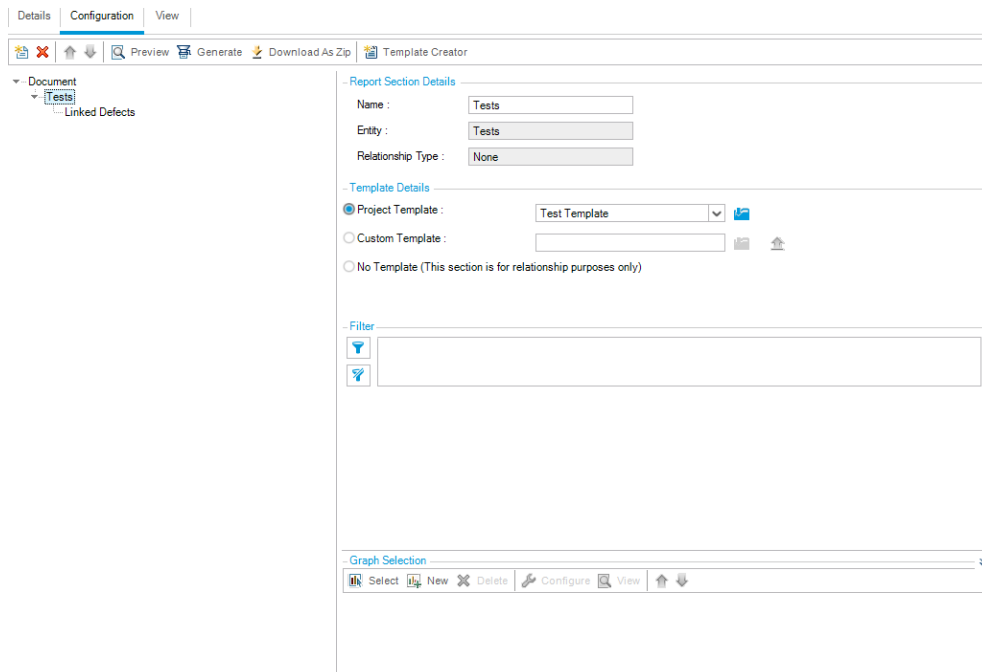 Details Configuration View
Preview Generate Download As Zip Template Creator
Document
Tests
Linked Defects
Report Section Details
Name : Tests
Entity : Tests
Relationship Type : None
Template Details
Project Template : Test Template
Custom Template :
No Template (This section is for relationship purposes only)
Filter
Graph Selection
Select New Delete Configure View